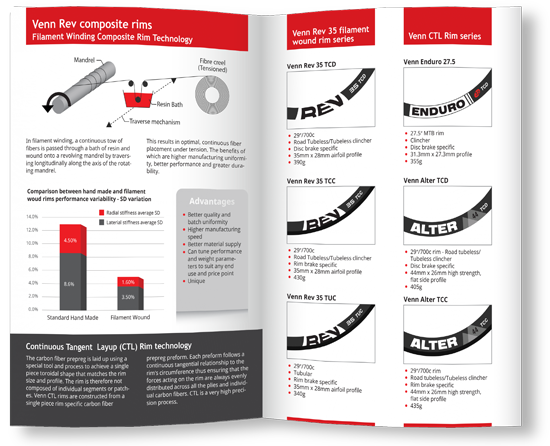 Venn Rev composite rims
Filament Winding Composite Rim Technology
Mandrel
Fibre creel
(Tensioned)
Resin Bath
Traverse mechanism
In filament winding, a continuous tow of
fibers is passed through a bath of resin and
wound onto a revolving mandrel by travers-
ing longitudinally along the axis of the rotat-
ing mandrel.
This results in optimal, continuous fiber
placement under tension. The benefits of
which are higher manufacturing uniformi-
ty, better performance and greater dura-
bility.
Comparison between hand made and filament
woud rims performance variability - SD variation
14.0%
12.0%
10.0%
8.0%
6.0%
4.0%
2.0%
0.0%
Radial stiffness average SD
Laterial stiffness average SD
4.50%
8.6%
1.60%
3.50%
Standard Hand Made
Filament Wound
Advantages
Better quality and
batch uniformity
Higher manufacturing
speed
Better material supply
Can tune performance
and weight parame-
ters to suit any end
use and price point
Unique
Continuous Tangent Layup (CTL) Rim technology
The carbon fiber prepreg is laid up using a
special tool and process to achieve a single
piece toroidal shape that matches the rim
size and profile. The rim is therefore not
composed of individual segments or patch-
es. Venn CTL rims are constructed from a
single piece rim specific carbon fiber
prepreg preform. Each preform follows a
continuous tangential relationship to the
rim's circumference thus ensuring that the
forces acting on the rim are always evenly
distributed across all the plies and individ-
ual carbon fibers. CTL is a very high preci-
sion process.
Venn Rev 35 filament
wound rim series
Venn Rev 35 TCD
REV 35 TCD
29"/700c
Road Tubeless/Tubeless clincher
Disc brake specific
35mm x 28mm airfoil profile
390g
Venn Rev 35 TCC
REV 35 TCC
29"/700c
Road Tubeless/Tubeless clincher
Rim brake specific
35mm x 28mm airfoil profile
430g
Venn Rev 35 TUC
REV 35 TUC
29"/700c
Tubular
Rim brake specific
35mm x 28mm airfoil profile
340g
Venn CTL Rim series
Venn Enduro 27.5
ENDURO TCD
27.5" MTB rim
Clincher
Disc brake specific
31.3mm x 27.3mm profile
355g
Venn Alter TCD
ALTER TCD
29"/700c rim - Road tubeless/
Tubeless clincher
Disc brake specific
44mm x 26mm high strength,
flat side profile
405g
Venn Alter TCC
ALTER TCC
29"/700c rim
Road tubeless/Tubeless clincher
Rim brake specific
44mm x 26mm high strength,
flat side profile
435g